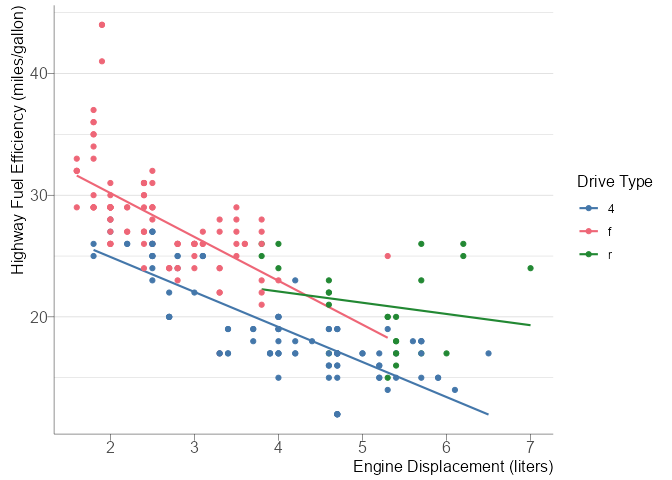 Highway Fuel Efficiency (miles/gallon)
40
30
20
2 3 4 5 6 7
Engine Displacement (liters)
Drive Type
4
f
r